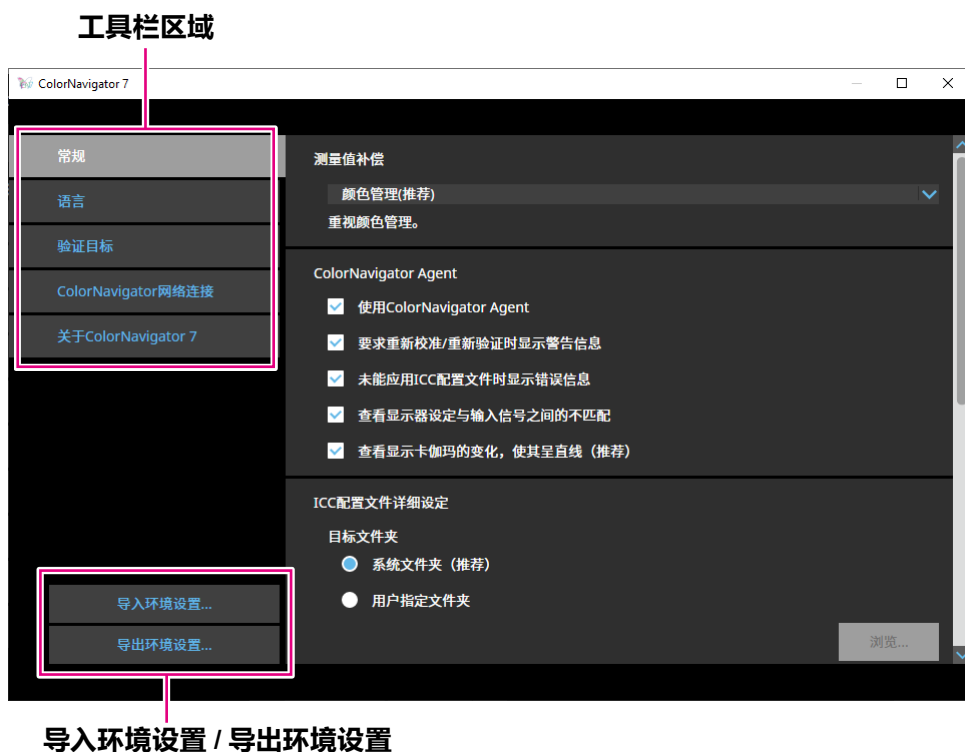 工具栏区域
ColorNavigator 7
常规
语言
验证目标
ColorNavigator网络连接
关于ColorNavigator 7
测量值补偿
颜色管理(推荐)
重视颜色管理。
ColorNavigator Agent
使用ColorNavigator Agent
要求重新校准/重新验证时显示警告信息
未能应用ICC配置文件时显示错误信息
查看显示器设定与输入信号之间的不匹配
查看显示卡伽玛的变化，使其呈直线（推荐）
ICC配置文件详细设定
目标文件夹
系统文件夹（推荐）
用户指定文件夹
浏览...
导入环境设置...
导出环境设置...
导入环境设置 / 导出环境设置